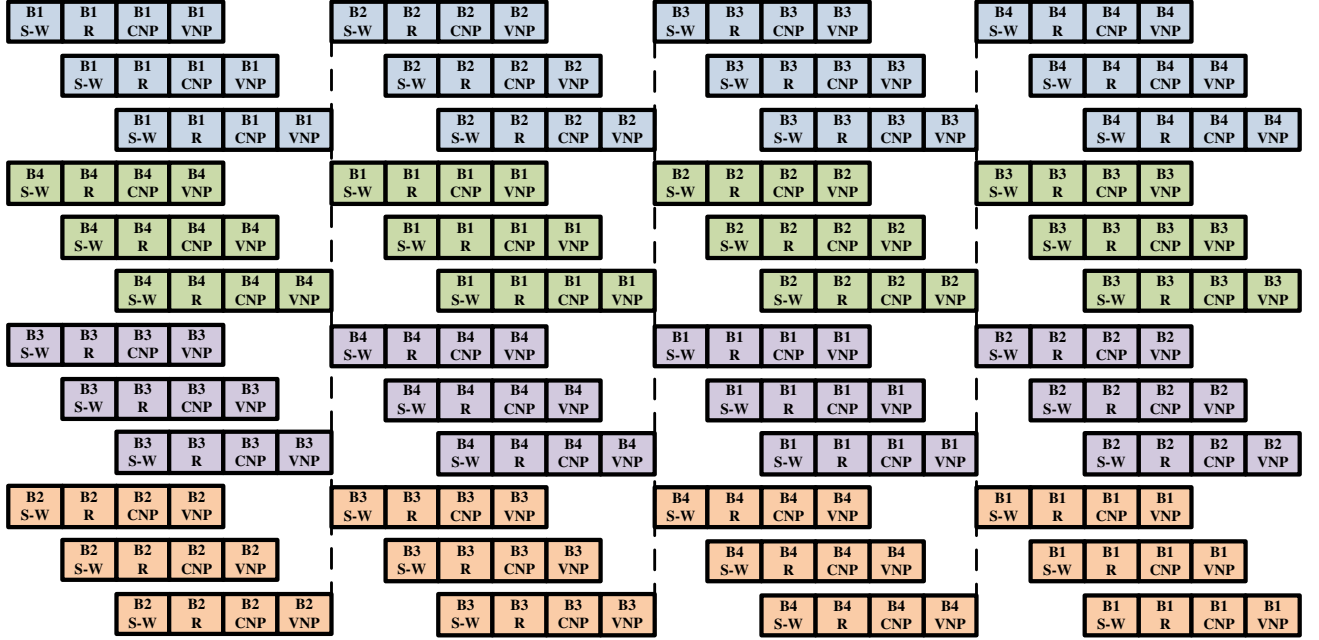 B1 B1 B1 B1 B2 B2 B2 B2 B3 B3 B3 B3 B4 B4 B4 B4
S-W R CNP VNP S-W R CNP VNP S-W R CNP VNP S-W R CNP VNP
B1 B1 B1 B1 B2 B2 B2 B2 B3 B3 B3 B3 B4 B4 B4 B4
S-W R CNP VNP S-W R CNP VNP S-W R CNP VNP S-W R CNP VNP
B1 B1 B1 B1 B2 B2 B2 B2 B3 B3 B3 B3 B4 B4 B4 B4
S-W R CNP VNP S-W R CNP VNP S-W R CNP VNP S-W R CNP VNP
B4 B4 B4 B4 B1 B1 B1 B1 B2 B2 B2 B2 B3 B3 B3 B3
S-W R CNP VNP S-W R CNP VNP S-W R CNP VNP S-W R CNP VNP
B4 B4 B4 B4 B1 B1 B1 B1 B2 B2 B2 B2 B3 B3 B3 B3
S-W R CNP VNP S-W R CNP VNP S-W R CNP VNP S-W R CNP VNP
B4 B4 B4 B4 B1 B1 B1 B1 B2 B2 B2 B2 B3 B3 B3 B3
S-W R CNP VNP S-W R CNP VNP S-W R CNP VNP S-W R CNP VNP
B3 B3 B3 B3 B4 B4 B4 B4 B1 B1 B1 B1 B2 B2 B2 B2
S-W R CNP VNP S-W R CNP VNP S-W R CNP VNP S-W R CNP VNP
B3 B3 B3 B3 B4 B4 B4 B4 B1 B1 B1 B1 B2 B2 B2 B2
S-W R CNP VNP S-W R CNP VNP S-W R CNP VNP S-W R CNP VNP
B3 B3 B3 B3 B4 B4 B4 B4 B1 B1 B1 B1 B2 B2 B2 B2
S-W R CNP VNP S-W R CNP VNP S-W R CNP VNP S-W R CNP VNP
B2 B2 B2 B2 B3 B3 B3 B3 B4 B4 B4 B4 B1 B1 B1 B1
S-W R CNP VNP S-W R CNP VNP S-W R CNP VNP S-W R CNP VNP
B2 B2 B2 B2 B3 B3 B3 B3 B4 B4 B4 B4 B1 B1 B1 B1
S-W R CNP VNP S-W R CNP VNP S-W R CNP VNP S-W R CNP VNP
B2 B2 B2 B2 B3 B3 B3 B3 B4 B4 B4 B4 B1 B1 B1 B1
S-W R CNP VNP S-W R CNP VNP S-W R CNP VNP S-W R CNP VNP